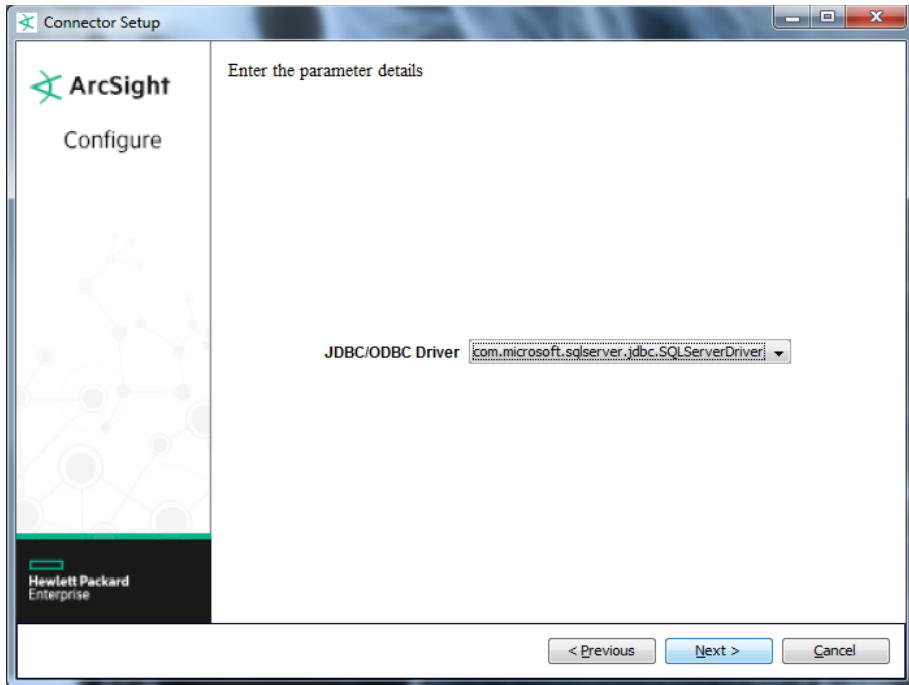 Connector Setup
ArcSight
Configure
Enter the parameter details
JDBC/ODBC Driver com.microsoft.sqlserver.jdbc.SQLServerDriver
Hewlett Packard
Enterprise
< Previous Next > Cancel